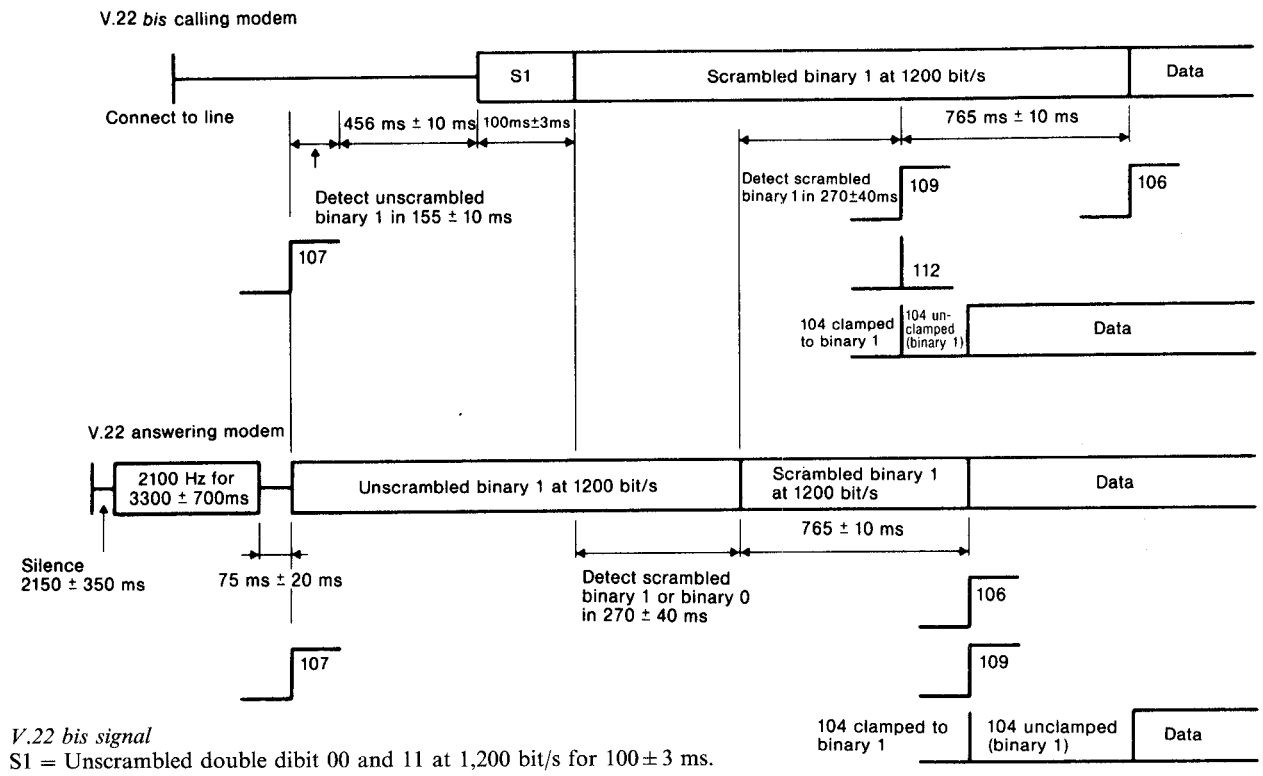 V.22 bis calling modem
S1
Scrambled binary 1 at 1200 bit/s
Data
Connect to line
456 ms ± 10 ms
100ms±3ms
765 ms ± 10 ms
Detect unscrambled
binary 1 in 155 ± 10 ms
Detect scrambled
binary 1 in 270±40ms
109
106
107
112
104 clamped
to binary 1
104 un-
clamped
(binary 1)
Data
V.22 answering modem
2100 Hz for
3300 ± 700ms
Unscrambled binary 1 at 1200 bit/s
Scrambled binary 1
at 1200 bit/s
Data
765 ± 10 ms
Silence
2150 ± 350 ms
75 ms ± 20 ms
Detect scrambled
binary 1 or binary 0
in 270 ± 40 ms
106
107
109
104 clamped to
binary 1
104 unclamped
(binary 1)
Data
V.22 bis signal
S1 = Unscrambled double dibit 00 and 11 at 1,200 bit/s for 100 ± 3 ms.